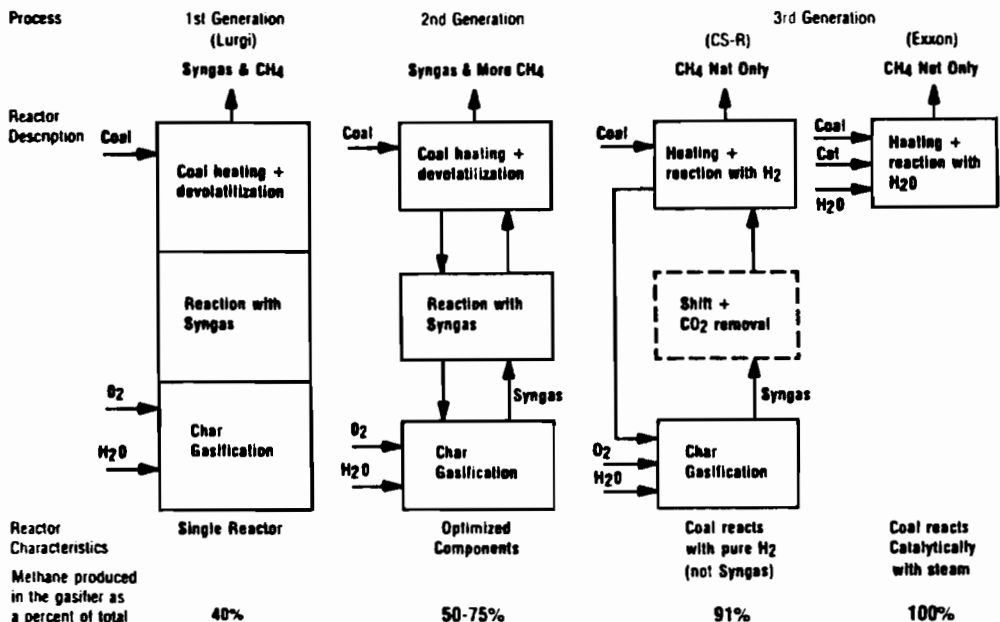 Process
1st Generation
(Lurgi)
Syngas & CH4
2nd Generation
Syngas & More CH4
3rd Generation
(CS-R)
CH4 Net Only
(Exxon)
CH4 Net Only
Reactor
Description
Coal
Coal heating +
devolatilization
Reaction with
Syngas
O2
H2O
Char
Gasification
Coal
Coal heating +
devolatilization
Reaction with
Syngas
Syngas
O2
H2O
Char
Gasification
Coal
Heating +
reaction with H2
Shift +
CO2 removal
Syngas
O2
H2O
Char
Gasification
Coal
Cat
H2O
Heating +
reaction with
H2O
Reactor
Characteristics
Single Reactor
Optimized
Components
Coal reacts
with pure H2
(not Syngas)
Coal reacts
Catalytically
with steam
Methane produced
in the gasifier as
a percent of total
40%
50-75%
91%
100%